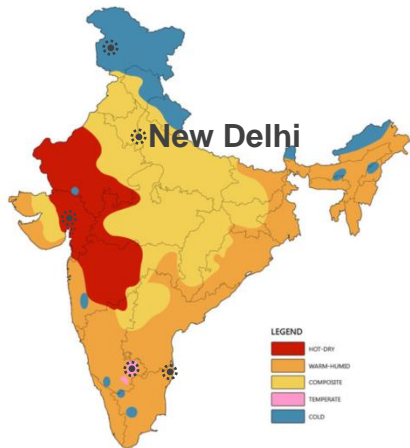 New Delhi
LEGEND
HOT-DRY
WARM-HUMID
COMPOSITE
TEMPERATE
COLD